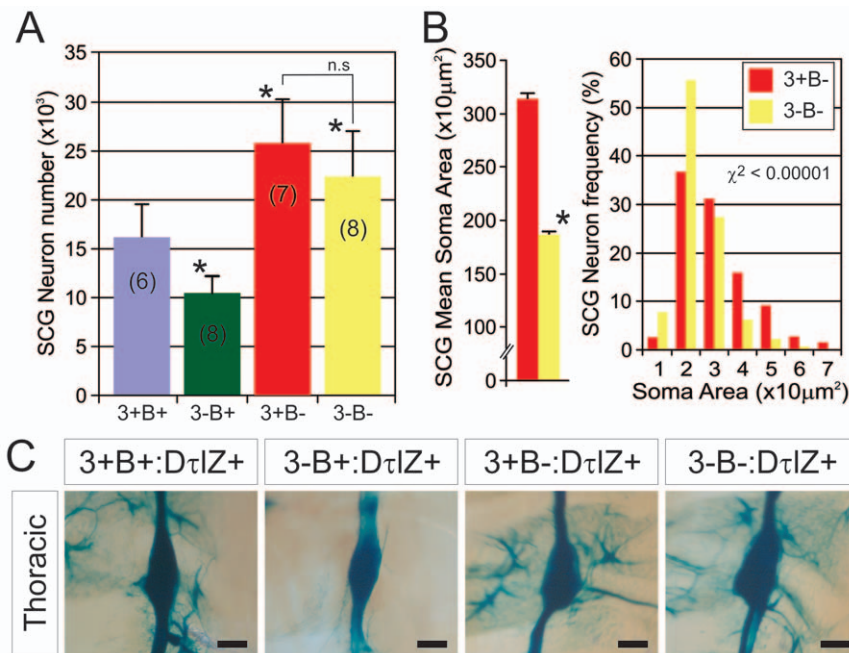 A
SCG Neuron number (x10³)
35
30
25
20
15
10
5
0
n.s
*
*
*
(6)
(8)
(7)
(8)
3+B+
3-B+
3+B-
3-B-
B
SCG Mean Soma Area (x10μm²)
350
300
250
200
150
100
0
*
SCG Neuron frequency (%)
60
50
40
30
20
10
0
3+B-
3-B-
χ² < 0.00001
1 2 3 4 5 6 7
Soma Area (x10μm²)
C
3+B+:DτlZ+
3-B+:DτlZ+
3+B-:DτlZ+
3-B-:DτlZ+
Thoracic